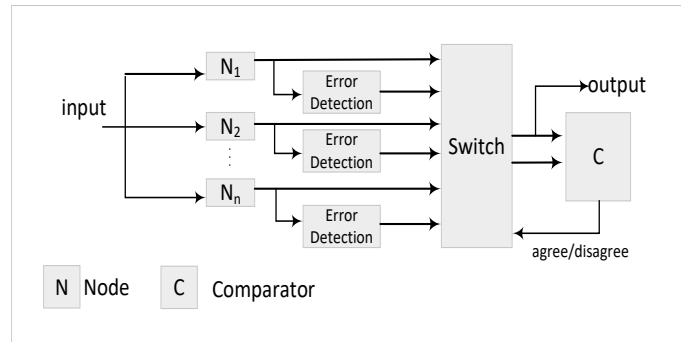 N1
Error
Detection
input
N2
Error
Detection
Nn
Error
Detection
Switch
output
C
agree/disagree
N Node
C Comparator